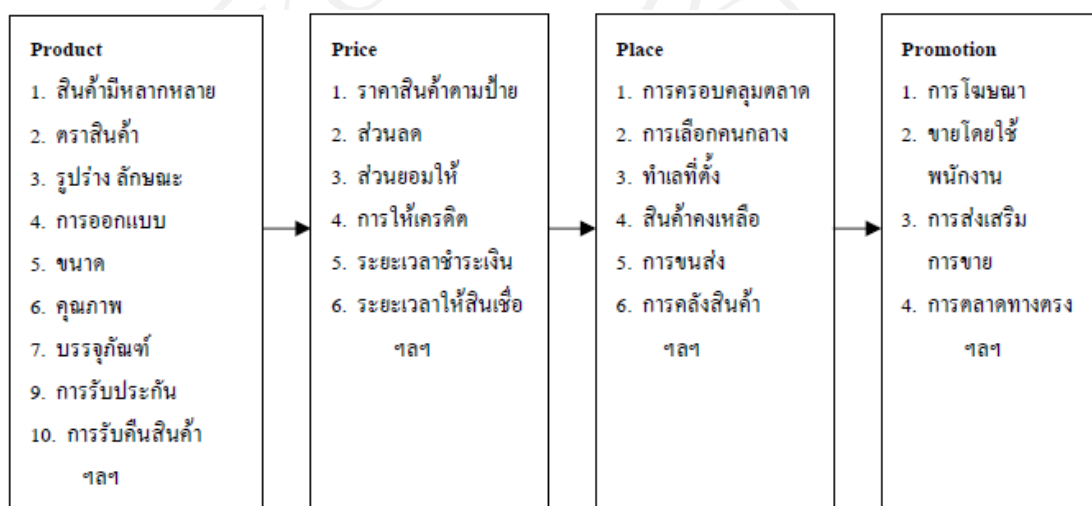 Product
1. สินค้ามีหลากหลาย
2. ตราสินค้า
3. รูปร่าง ลักษณะ
4. การออกแบบ
5. ขนาด
6. คุณภาพ
7. บรรจุภัณฑ์
9. การรับประกัน
10. การรับคืนสินค้า
ฯลฯ
Price
1. ราคาสินค้าตามป้าย
2. ส่วนลด
3. ส่วนยอมให้
4. การให้เครดิต
5. ระยะเวลาชำระเงิน
6. ระยะเวลาให้สินเชื่อ
ฯลฯ
Place
1. การครอบคลุมตลาด
2. การเลือกคนกลาง
3. ทำเลที่ตั้ง
4. สินค้าคงเหลือ
5. การขนส่ง
6. การคลังสินค้า
ฯลฯ
Promotion
1. การโฆษณา
2. ขายโดยใช้
พนักงาน
3. การส่งเสริม
การขาย
4. การตลาดทางตรง
ฯลฯ